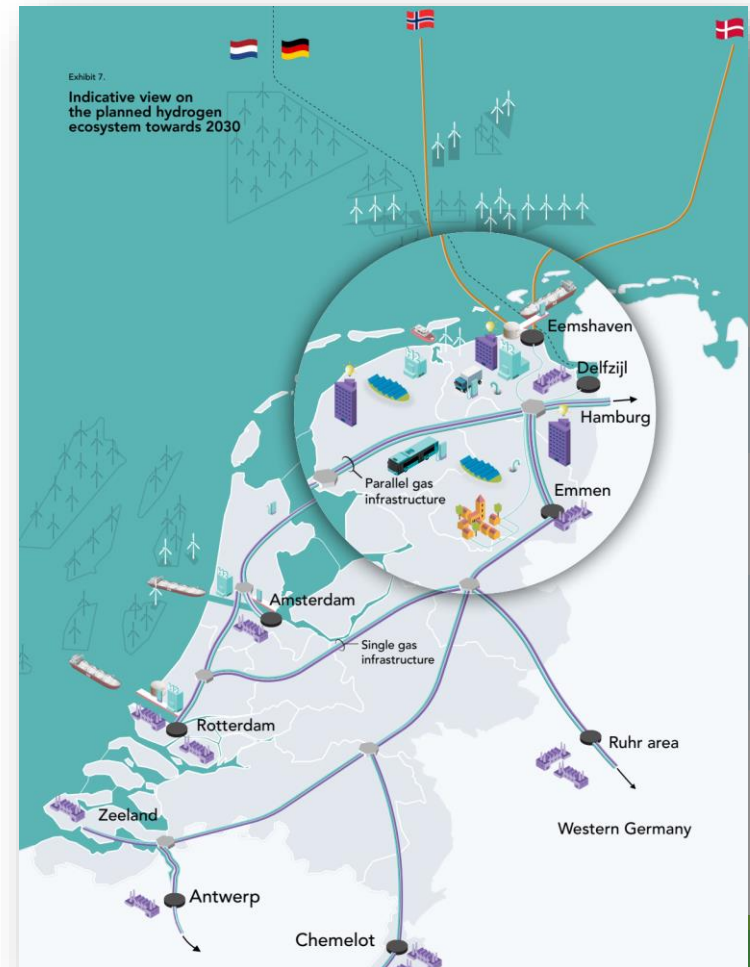 Exhibit 7.
Indicative view on
the planned hydrogen
ecosystem towards 2030
Eemshaven
Delfzijl
Hamburg
Parallel gas
infrastructure
Emmen
Amsterdam
Single gas
infrastructure
Rotterdam
Ruhr area
Zeeland
Western Germany
Antwerp
Chemelot